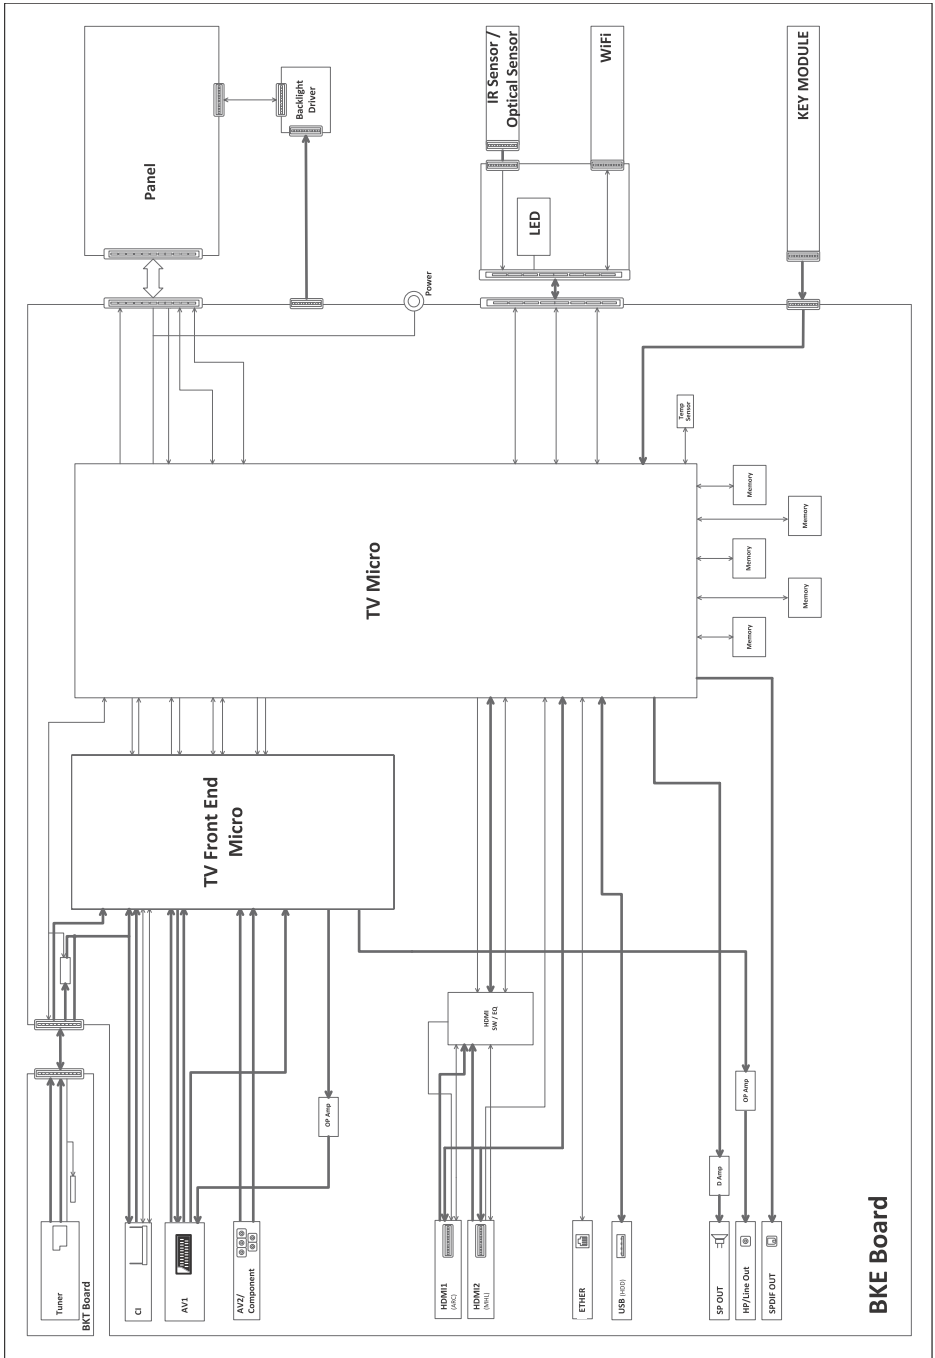 Panel
Backlight
Driver
IR Sensor /
Optical Sensor
WiFi
KEY MODULE
LED
Power
Temp
Sensor
TV Micro
Memory
Memory
Memory
Memory
Memory
TV Front End
Micro
HDMI
SW / EQ
OP Amp
OP Amp
D Amp
Tuner
BKT Board
CI
AV1
AV2/
Component
HDMI1
(ARC)
HDMI2
(MHL)
ETHER
USB (HDD)
SP OUT
HP/Line Out
SPDIF OUT
BKE Board